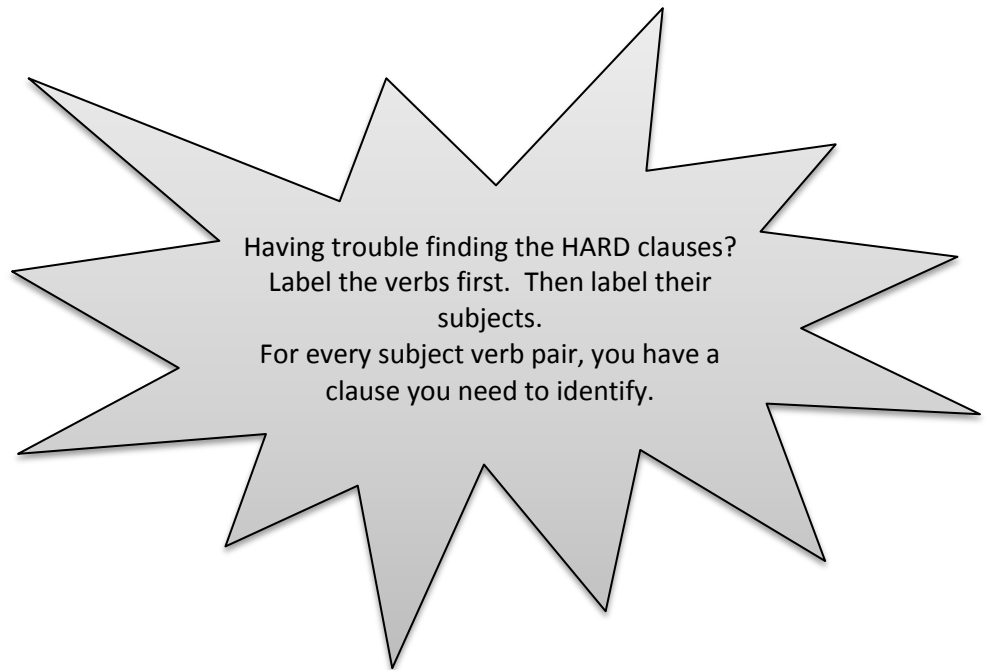 Having trouble finding the HARD clauses?
Label the verbs first.  Then label their
subjects.
For every subject verb pair, you have a
clause you need to identify.